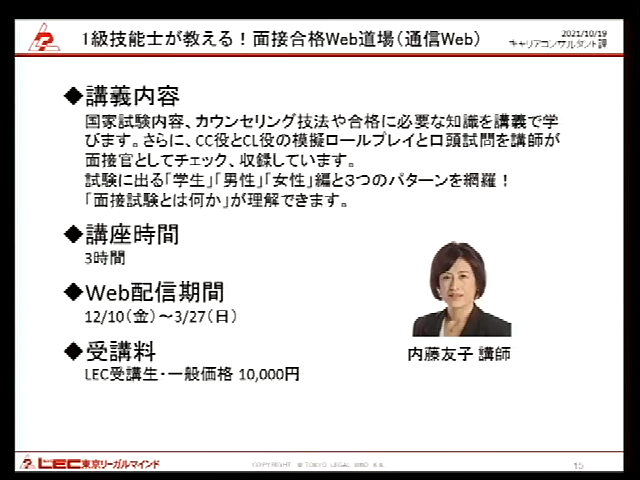 1級技能士が教える！面接合格Web道場（通信Web）
2021/10/19
キャリアコンサルタント課
◆講義内容
国家試験内容、カウンセリング技法や合格に必要な知識を講義で学
びます。さらに、CC役とCL役の模擬ロールプレイと口頭試問を講師が
面接官としてチェック、収録しています。
試験に出る「学生」「男性」「女性」編と３つのパターンを網羅！
「面接試験とは何か」が理解できます。
◆講座時間
3時間
◆Web配信期間
12/10（金）～3/27（日）
◆受講料
LEC受講生・一般価格 10,000円
内藤友子 講師
LEC東京リーガルマインド
COPYRIGHT © TOKYO LEGAL MIND K.K.
15